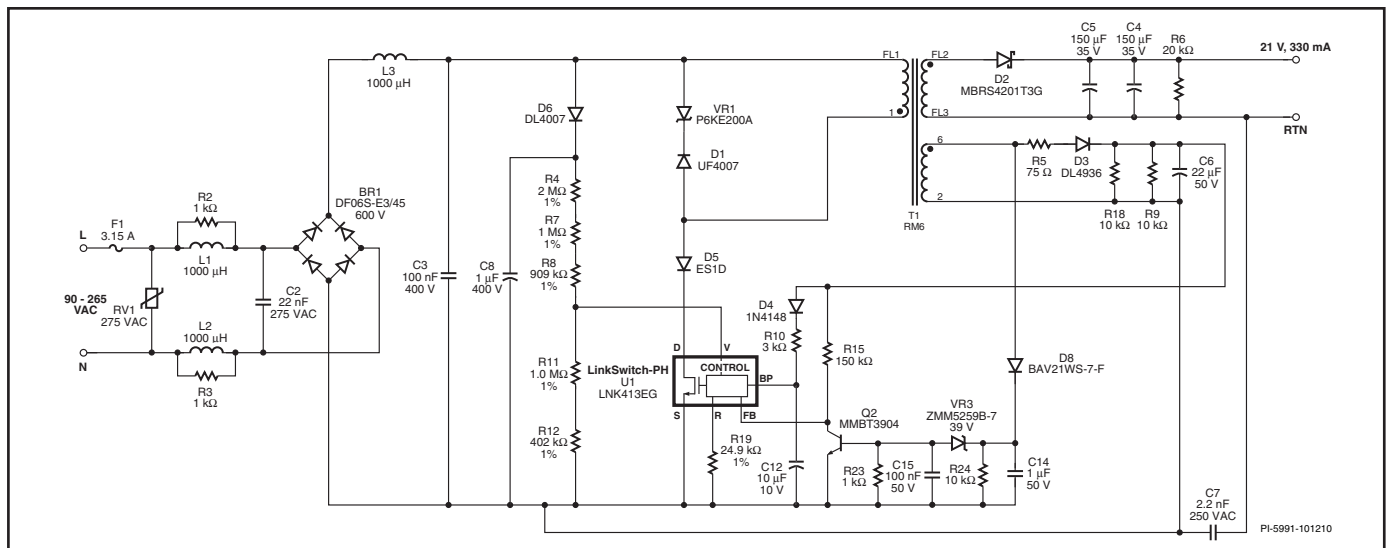 L3
1000 µH
D6
DL4007
VR1
P6KE200A
D1
UF4007
FL1
1
FL2
FL3
D2
MBRS4201T3G
C5
150 µF
35 V
C4
150 µF
35 V
R6
20 kΩ
21 V, 330 mA
RTN
6
2
T1
RM6
R5
75 Ω
D3
DL4936
R18
10 kΩ
R9
10 kΩ
C6
22 µF
50 V
R2
1 kΩ
F1
3.15 A
L
L1
1000 µH
BR1
DF06S-E3/45
600 V
90 - 265
VAC
RV1
275 VAC
C2
22 nF
275 VAC
L2
1000 µH
N
R3
1 kΩ
C3
100 nF
400 V
C8
1 µF
400 V
R4
2 MΩ
1%
R7
1 MΩ
1%
R8
909 kΩ
1%
R11
1.0 MΩ
1%
R12
402 kΩ
1%
D5
ES1D
D4
1N4148
R10
3 kΩ
R15
150 kΩ
D
V
LinkSwitch-PH
U1
LNK413EG
CONTROL
BP
S
R
FB
R19
24.9 kΩ
1%
C12
10 µF
10 V
Q2
MMBT3904
VR3
ZMM5259B-7
39 V
D8
BAV21WS-7-F
R23
1 kΩ
C15
100 nF
50 V
R24
10 kΩ
C14
1 µF
50 V
C7
2.2 nF
250 VAC
PI-5991-101210